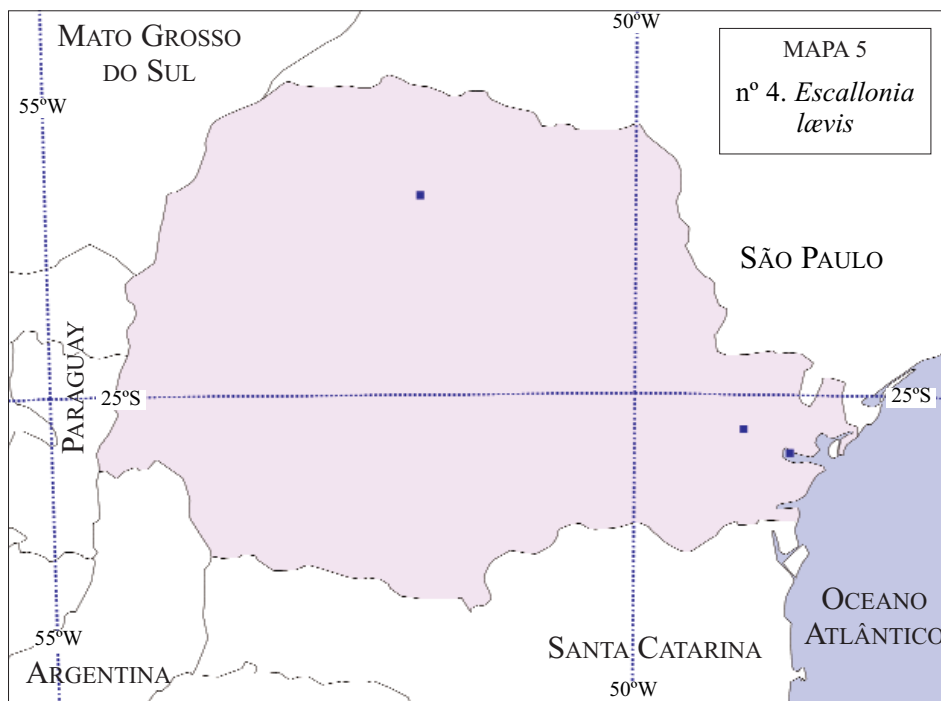 MATO GROSSO
DO SUL
50ºW
MAPA 5
nº 4. Escallonia
lævis
55ºW
SÃO PAULO
PARAGUAY
25ºS
25ºS
OCEANO
ATLÂNTICO
55ºW
SANTA CATARINA
ARGENTINA
50ºW